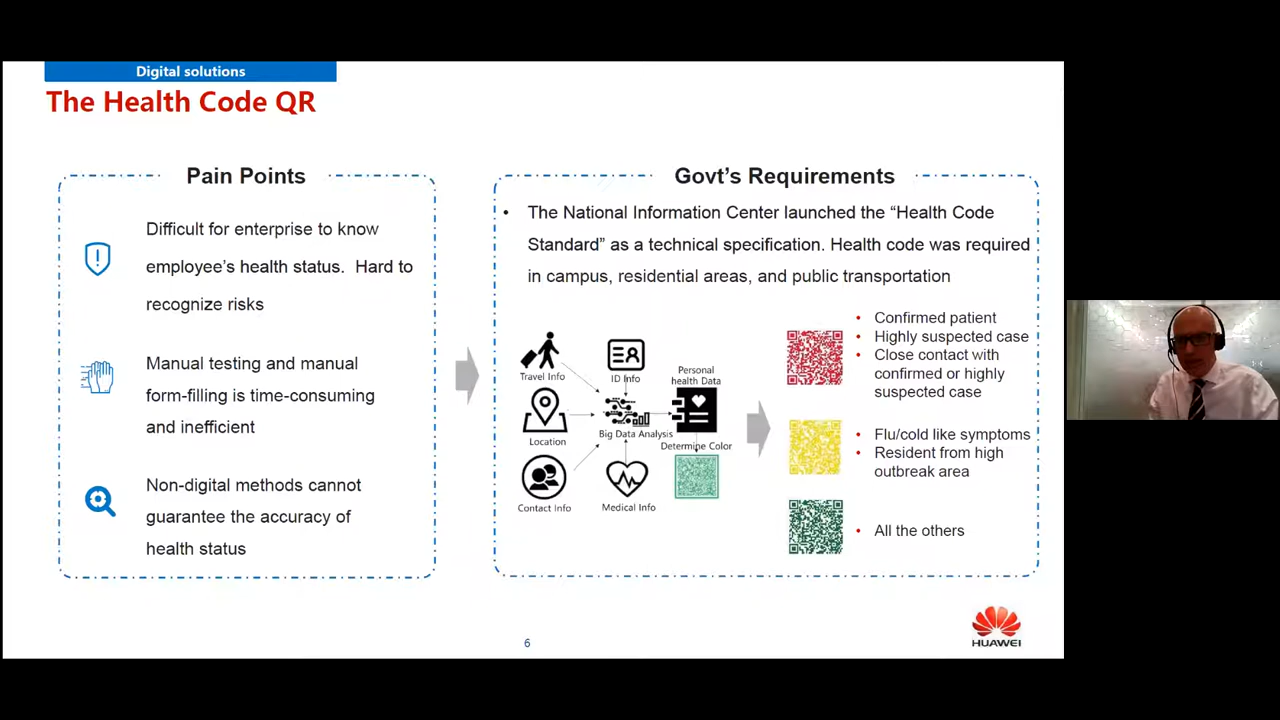 Digital solutions
The Health Code QR
Pain Points
Difficult for enterprise to know
employee's health status. Hard to
recognize risks
Manual testing and manual
form-filling is time-consuming
and inefficient
Non-digital methods cannot
guarantee the accuracy of
health status
Govt's Requirements
• The National Information Center launched the “Health Code
Standard” as a technical specification. Health code was required
in campus, residential areas, and public transportation
Travel Info
ID Info
Personal
health Data
Location
Big Data Analysis
Determine Color
Contact Info
Medical Info
• Confirmed patient
• Highly suspected case
• Close contact with
confirmed or highly
suspected case
• Flu/cold like symptoms
• Resident from high
outbreak area
• All the others
6
HUAWEI